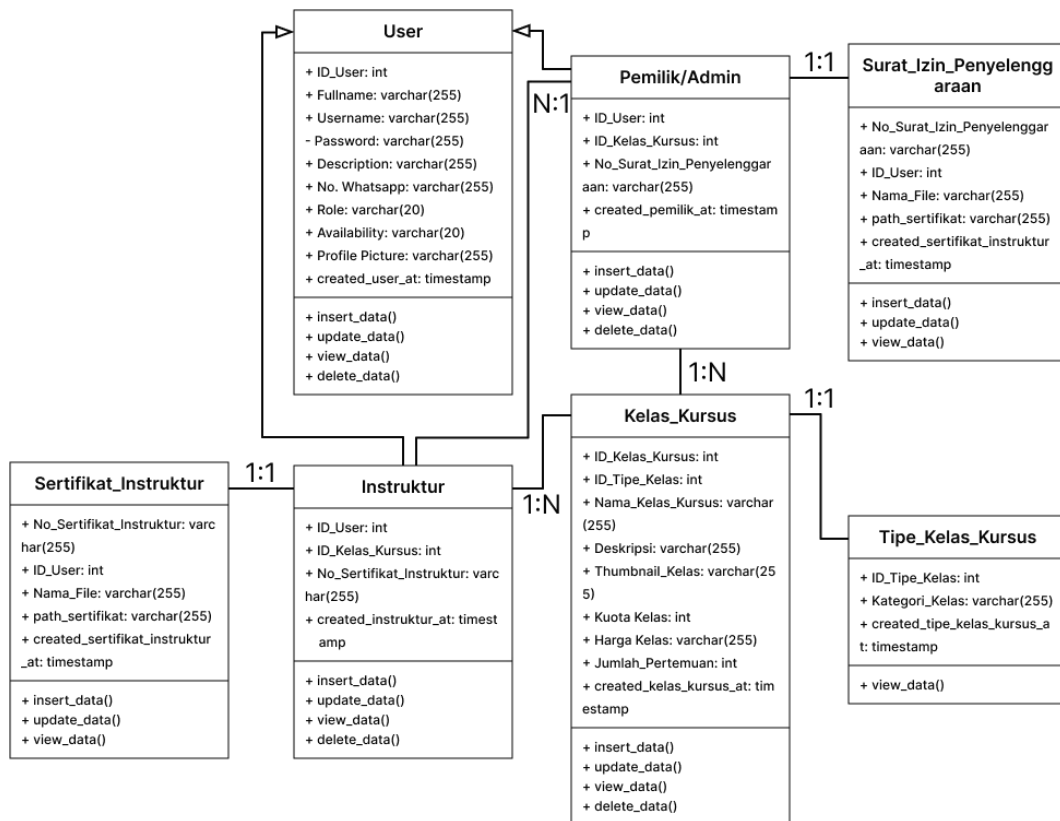 User
+ ID_User: int
+ Fullname: varchar(255)
+ Username: varchar(255)
- Password: varchar(255)
+ Description: varchar(255)
+ No. Whatsapp: varchar(255)
+ Role: varchar(20)
+ Availability: varchar(20)
+ Profile Picture: varchar(255)
+ created_user_at: timestamp
+ insert_data()
+ update_data()
+ view_data()
+ delete_data()
N:1
Pemilik/Admin
+ ID_User: int
+ ID_Kelas_Kursus: int
+ No_Surat_Izin_Penyelengga
raan: varchar(255)
+ created_pemilik_at: timestam
p
+ insert_data()
+ update_data()
+ view_data()
+ delete_data()
1:1
Surat_Izin_Penyelengg
araan
+ No_Surat_Izin_Penyelengga
raan: varchar(255)
+ ID_User: int
+ Nama_File: varchar(255)
+ path_sertifikat: varchar(255)
+ created_sertifikat_instruktur
_at: timestamp
+ insert_data()
+ update_data()
+ view_data()
1:N
Sertifikat_Instruktur
+ No_Sertifikat_Instruktur: varc
har(255)
+ ID_User: int
+ Nama_File: varchar(255)
+ path_sertifikat: varchar(255)
+ created_sertifikat_instruktur
_at: timestamp
+ insert_data()
+ update_data()
+ view_data()
1:1
Instruktur
+ ID_User: int
+ ID_Kelas_Kursus: int
+ No_Sertifikat_Instruktur: varc
har(255)
+ created_instruktur_at: timest
amp
+ insert_data()
+ update_data()
+ view_data()
+ delete_data()
1:N
Kelas_Kursus
+ ID_Kelas_Kursus: int
+ ID_Tipe_Kelas: int
+ Nama_Kelas_Kursus: varchar
(255)
+ Deskripsi: varchar(255)
+ Thumbnail_Kelas: varchar(25
5)
+ Kuota Kelas: int
+ Harga Kelas: varchar(255)
+ Jumlah_Pertemuan: int
+ created_kelas_kursus_at: tim
estamp
+ insert_data()
+ update_data()
+ view_data()
+ delete_data()
1:1
Tipe_Kelas_Kursus
+ ID_Tipe_Kelas: int
+ Kategori_Kelas: varchar(255)
+ created_tipe_kelas_kursus_a
t: timestamp
+ view_data()